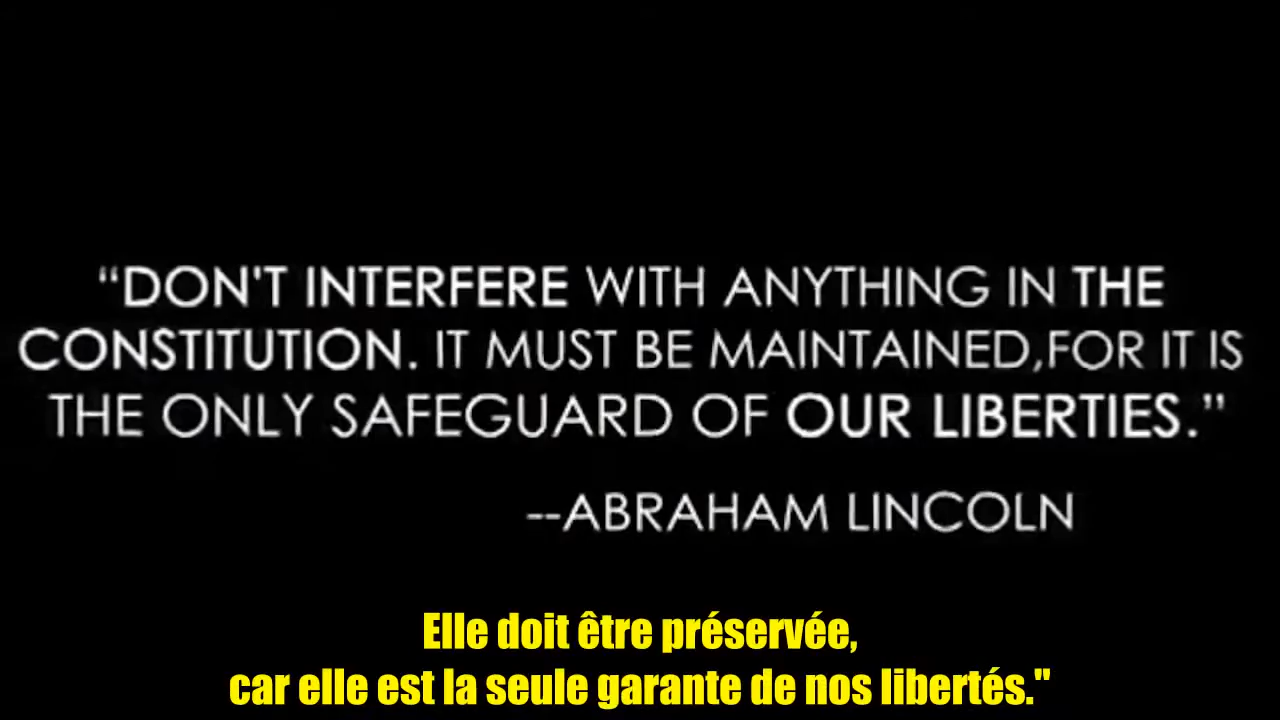 “DON'T INTERFERE WITH ANYTHING IN THE
CONSTITUTION. IT MUST BE MAINTAINED,FOR IT IS
THE ONLY SAFEGUARD OF OUR LIBERTIES.”
--ABRAHAM LINCOLN
Elle doit être préservée,
car elle est la seule garante de nos libertés."